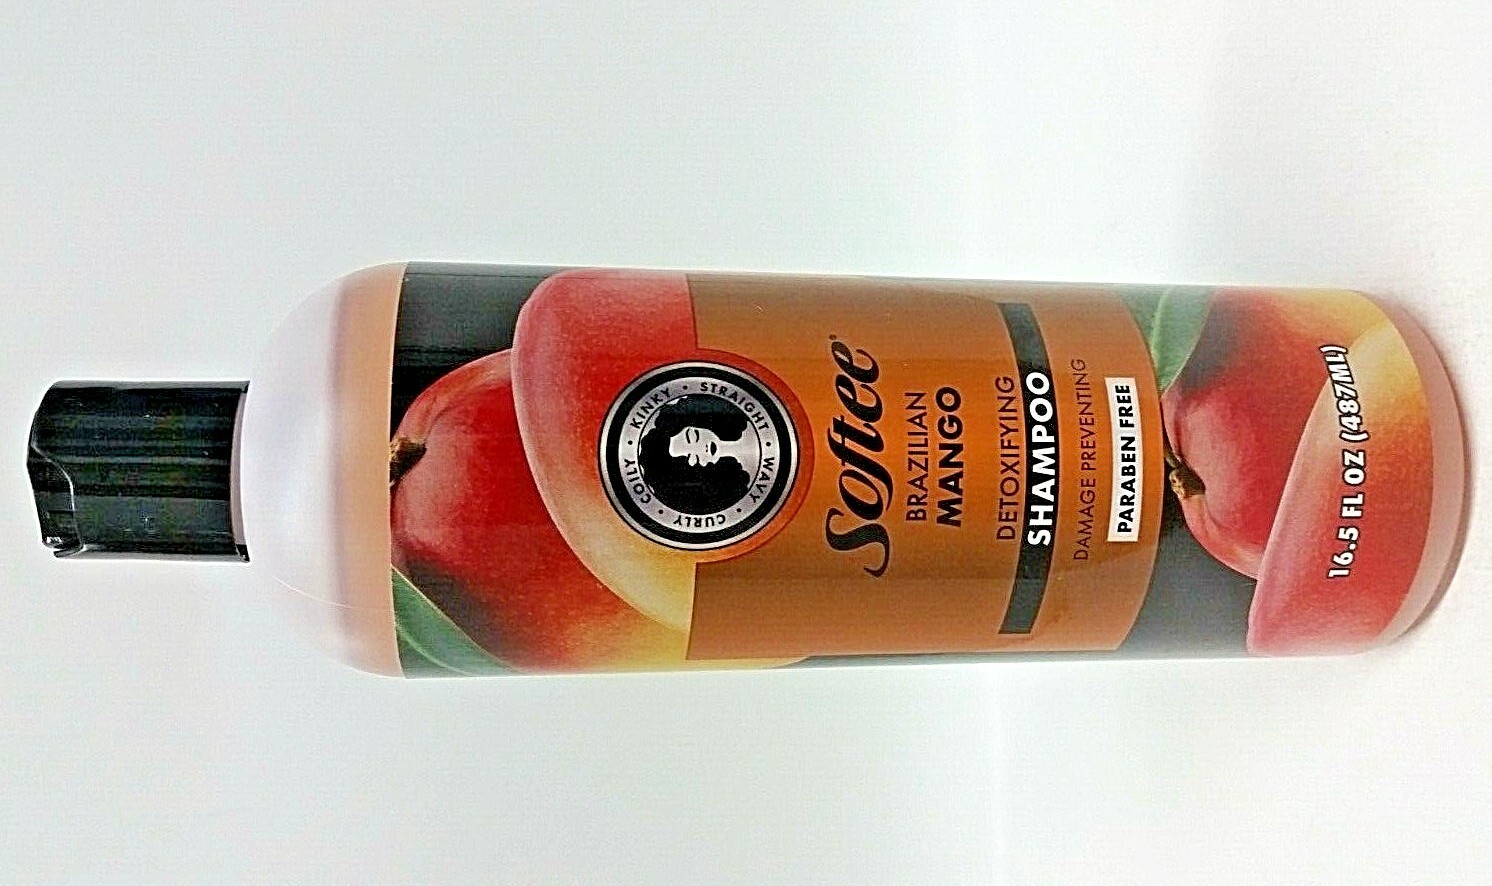 COILY • KINKY • STRAIGHT • WAVY • CURLY •
Softee®
BRAZILIAN
MANGO
DETOXIFYING
SHAMPOO
DAMAGE PREVENTING
PARABEN FREE
16.5 FL OZ (487ML)